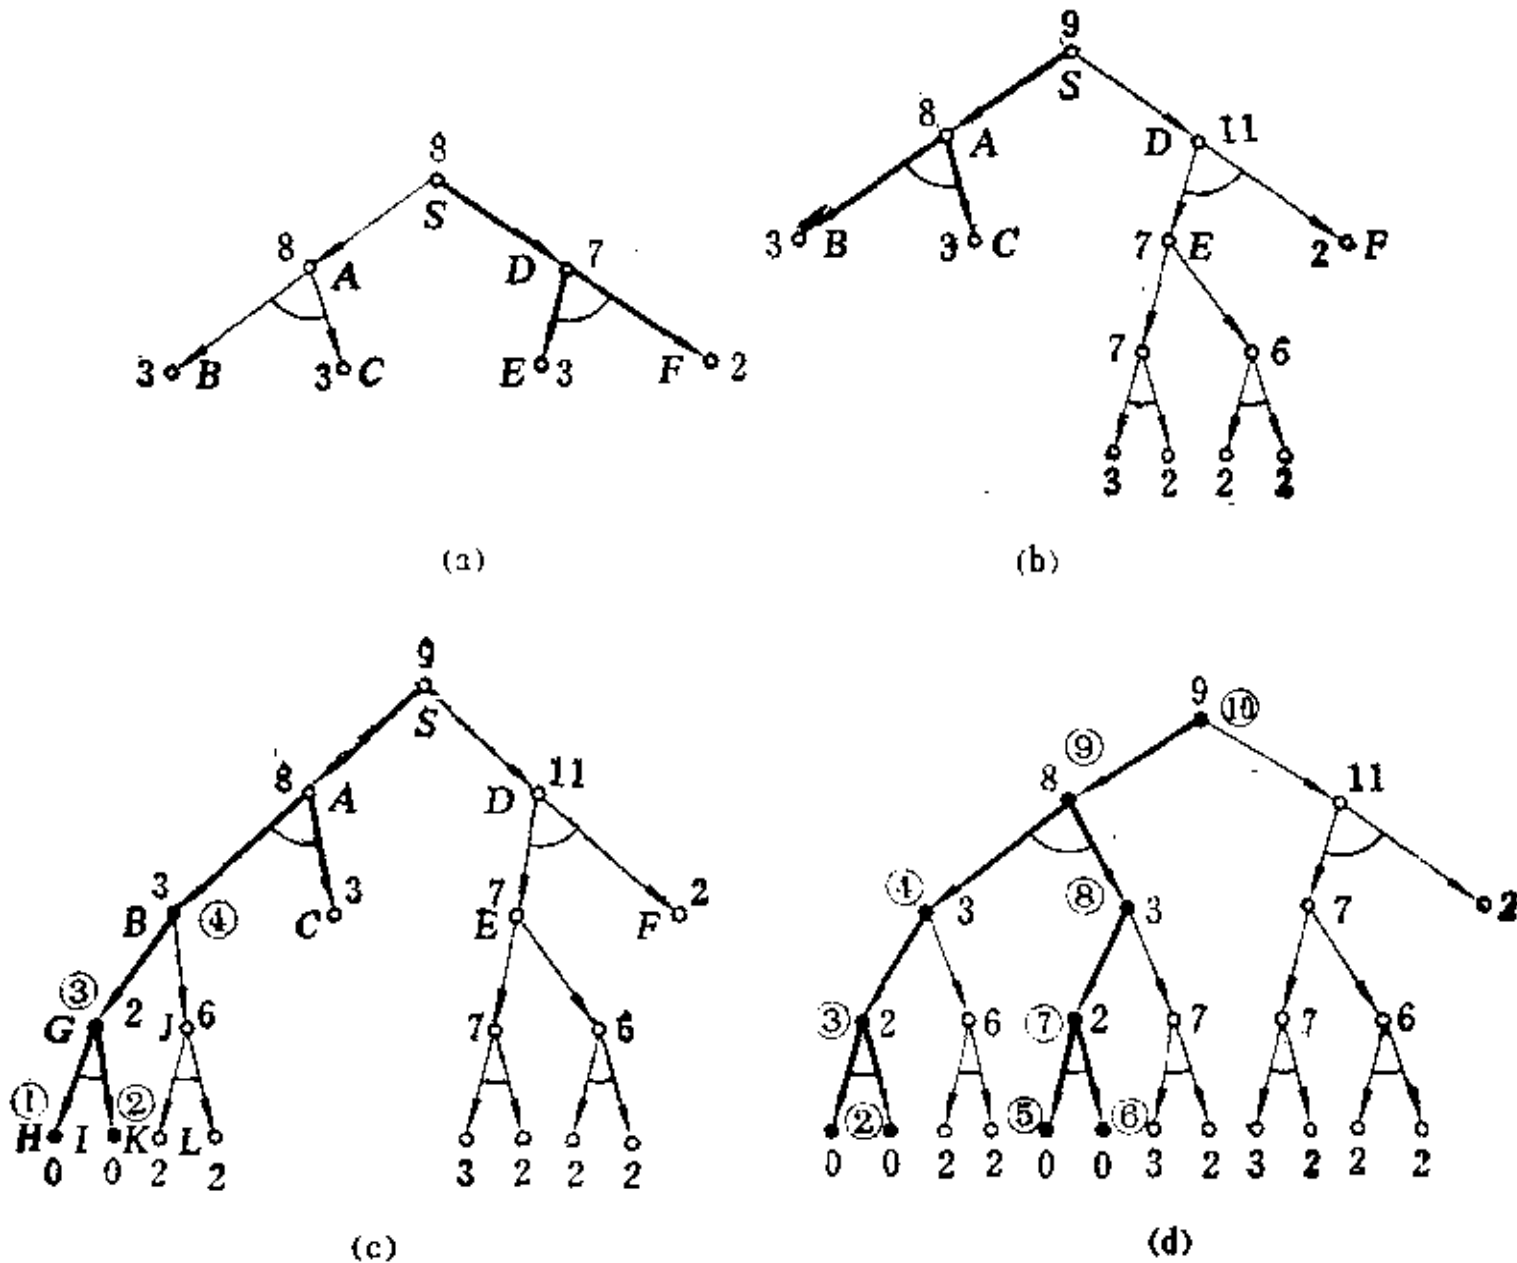 8
S
8 A
D 7
3 B
3 C
E 3
F 2
(a)
9
S
8 A
D 11
3 B
3 C
7 E
2 F
7 6
3 2 2 2
(b)
9
S
8 A
D 11
3
B ④
3
C
7
E
2
F
③
G 2
J 6
7 6
① ②
H I K L
0 0 2 2 3 2 2 2
(c)
9 ⑩
⑨
8
11
④ 3
⑧ 3
7
2
③ 2
6
⑦ 2
7
7
6
② ⑤ ⑥
0 0 2 2 0 0 3 2 3 2 2 2
(d)